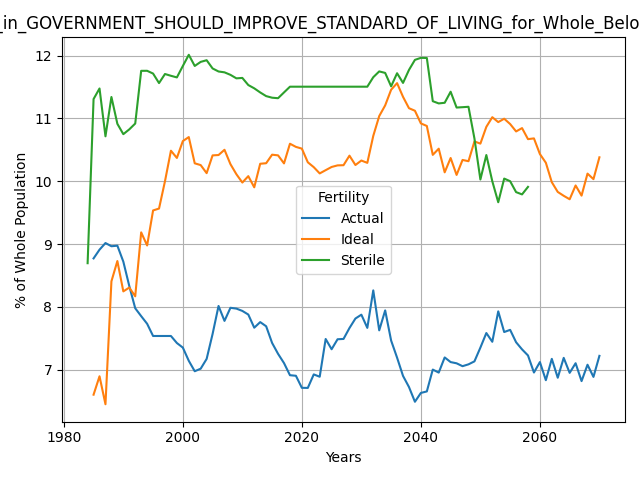 _in_GOVERNMENT_SHOULD_IMPROVE_STANDARD_OF_LIVING_for_Whole_Belo
12
11
10
9
8
7
% of Whole Population
Fertility
Actual
Ideal
Sterile
1980
2000
2020
2040
2060
Years